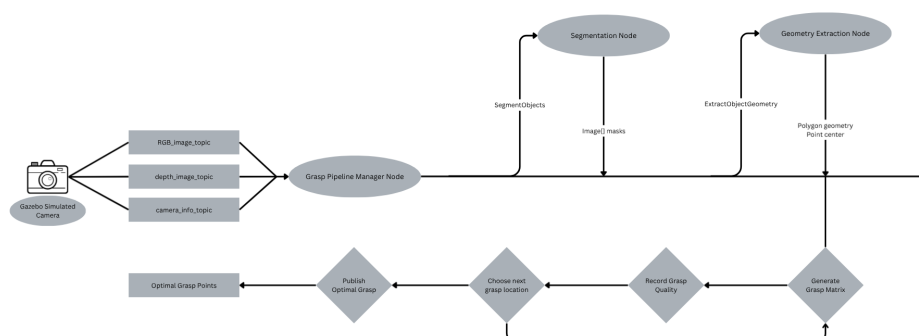 Segmentation Node
Geometry Extraction Node
SegmentObjects
ExtractObjectGeometry
Image[] masks
Polygon geometry
Point center
RGB_image_topic
depth_image_topic
camera_info_topic
Gazebo Simulated
Camera
Grasp Pipeline Manager Node
Optimal Grasp Points
Publish
Optimal Grasp
Choose next
grasp location
Record Grasp
Quality
Generate
Grasp Matrix